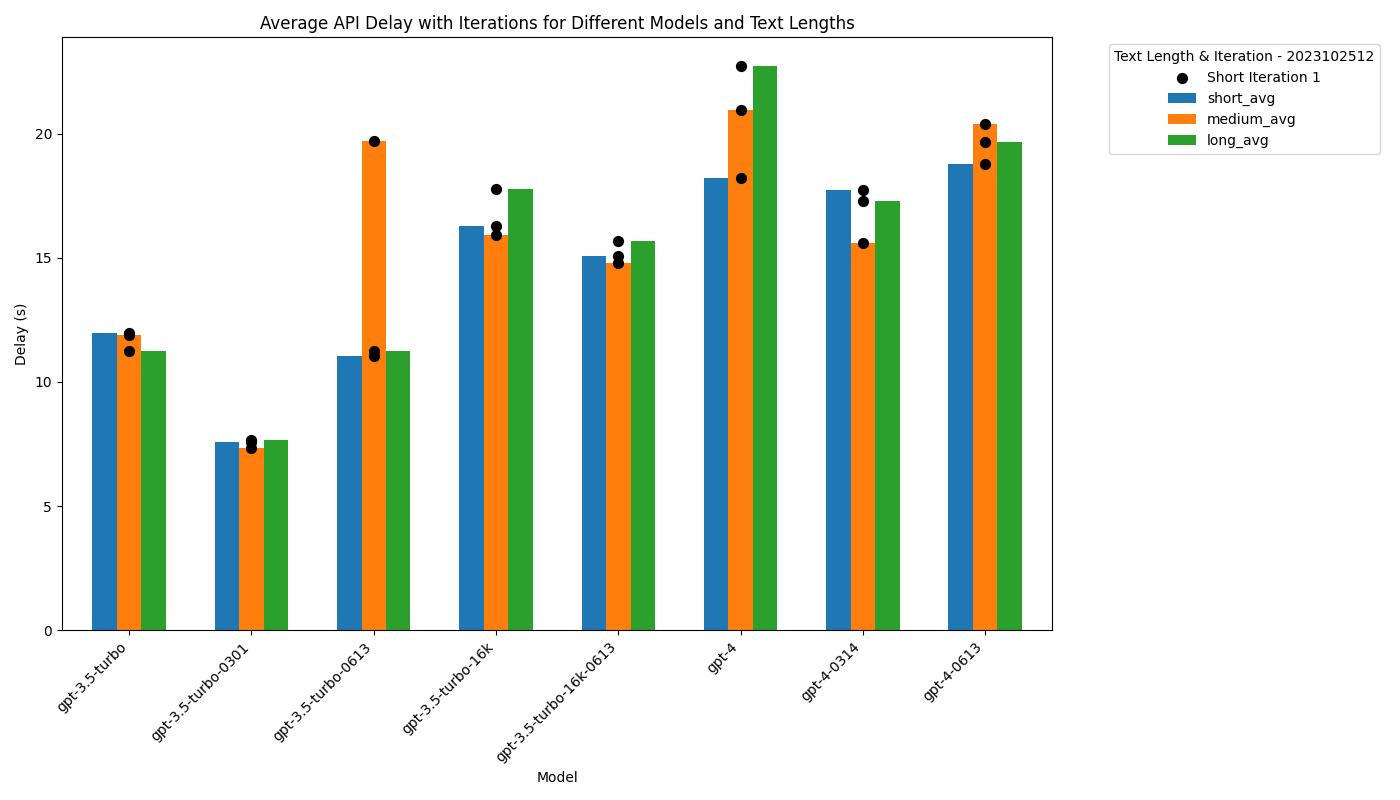 Average API Delay with Iterations for Different Models and Text Lengths
Text Length & Iteration - 2023102512
Short Iteration 1
short_avg
medium_avg
long_avg
Delay (s)
20
15
10
5
0
gpt-3.5-turbo
gpt-3.5-turbo-0301
gpt-3.5-turbo-0613
gpt-3.5-turbo-16k
gpt-3.5-turbo-16k-0613
gpt-4
gpt-4-0314
gpt-4-0613
Model